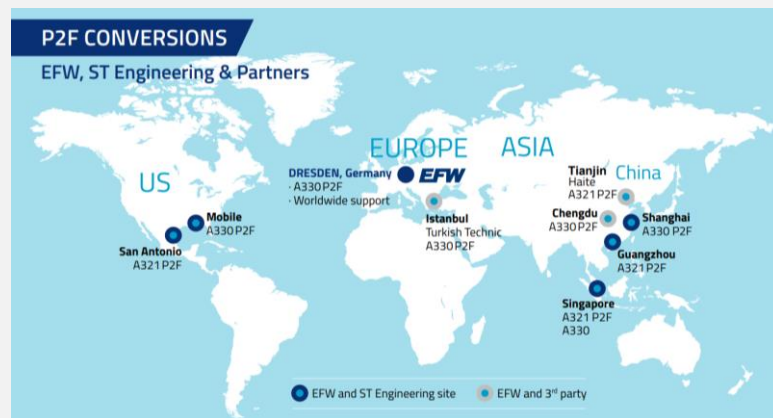 P2F CONVERSIONS
EFW, ST Engineering & Partners
US
Mobile
A330 P2F
San Antonio
A321 P2F
EUROPE
DRESDEN, Germany
· A330 P2F
· Worldwide support
EFW
Istanbul
Turkish Technic
A330 P2F
ASIA
China
Tianjin
Haite
A321 P2F
Chengdu
A330 P2F
Shanghai
A330 P2F
Guangzhou
A321 P2F
Singapore
A321 P2F
A330
EFW and ST Engineering site
EFW and 3rd party